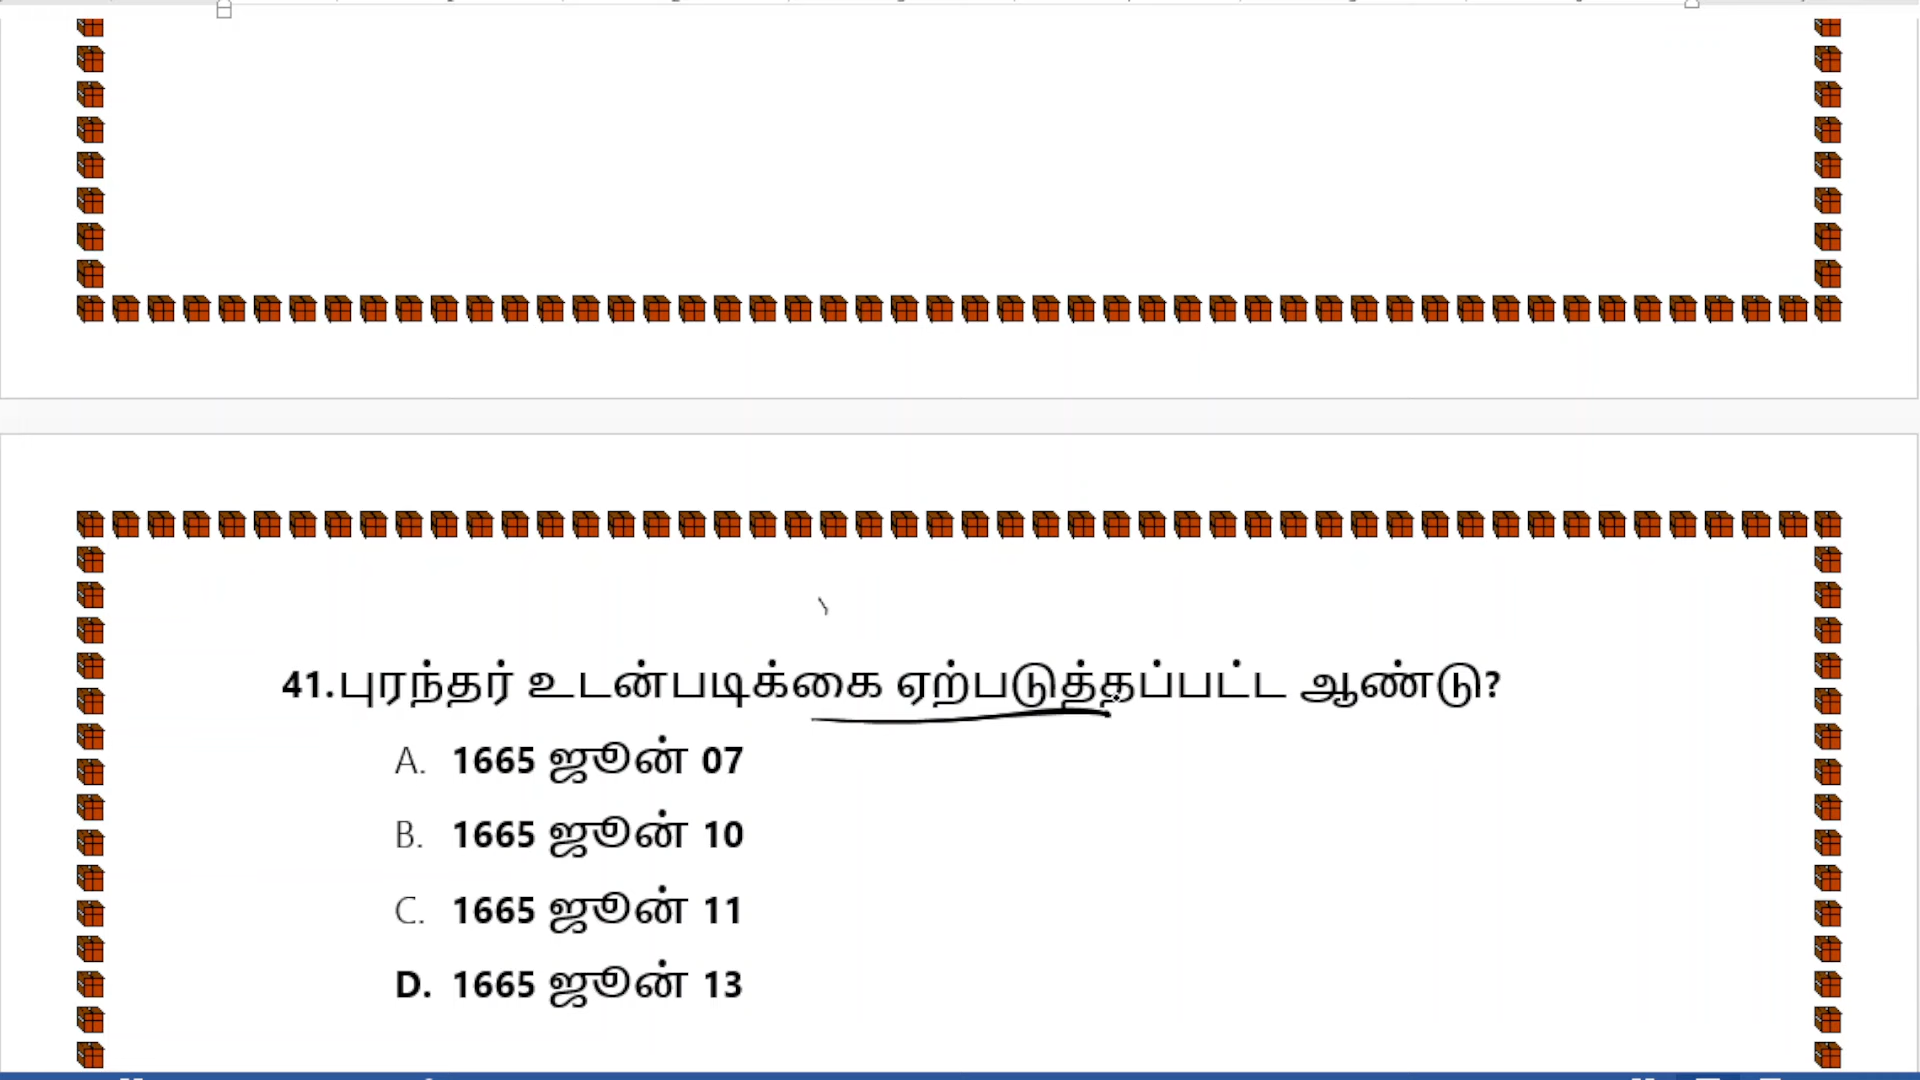 41.புரந்தர் உடன்படிக்கை ஏற்படுத்தப்பட்ட ஆண்டு?
A. 1665 ஜூன் 07
B. 1665 ஜூன் 10
C. 1665 ஜூன் 11
D. 1665 ஜூன் 13